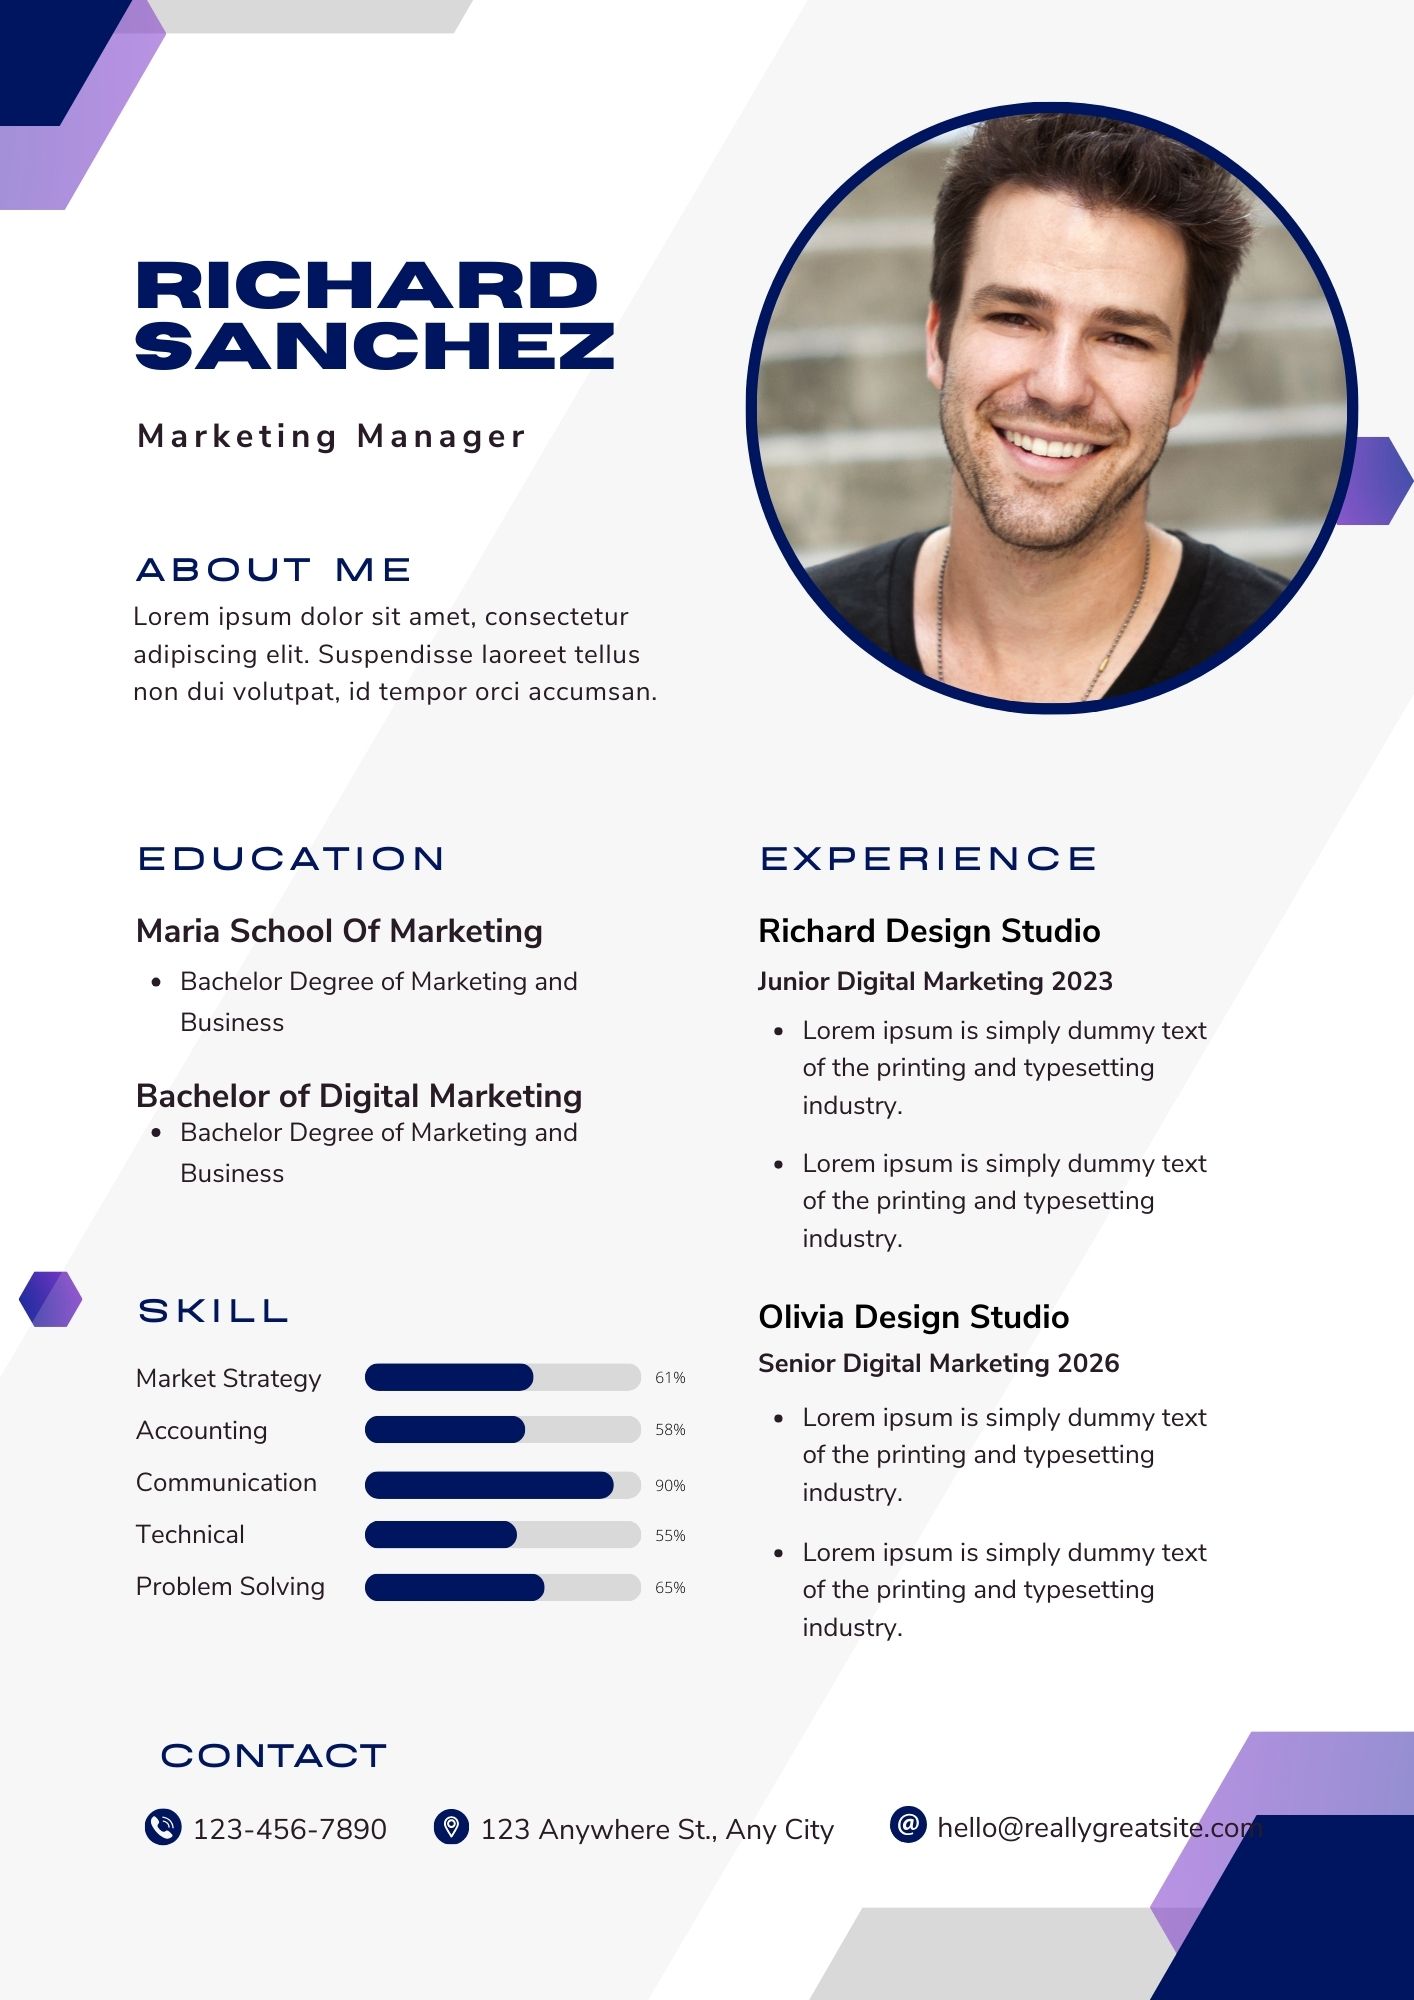 RICHARD
SANCHEZ
Marketing Manager
ABOUT ME
Lorem ipsum dolor sit amet, consectetur
adipiscing elit. Suspendisse laoreet tellus
non dui volutpat, id tempor orci accumsan.
EDUCATION
Maria School Of Marketing
• Bachelor Degree of Marketing and
Business
Bachelor of Digital Marketing
• Bachelor Degree of Marketing and
Business
SKILL
Market Strategy 61%
Accounting 58%
Communication 90%
Technical 55%
Problem Solving 65%
EXPERIENCE
Richard Design Studio
Junior Digital Marketing 2023
• Lorem ipsum is simply dummy text
of the printing and typesetting
industry.
• Lorem ipsum is simply dummy text
of the printing and typesetting
industry.
Olivia Design Studio
Senior Digital Marketing 2026
• Lorem ipsum is simply dummy text
of the printing and typesetting
industry.
• Lorem ipsum is simply dummy text
of the printing and typesetting
industry.
CONTACT
123-456-7890 123 Anywhere St., Any City hello@reallygreatsite.com